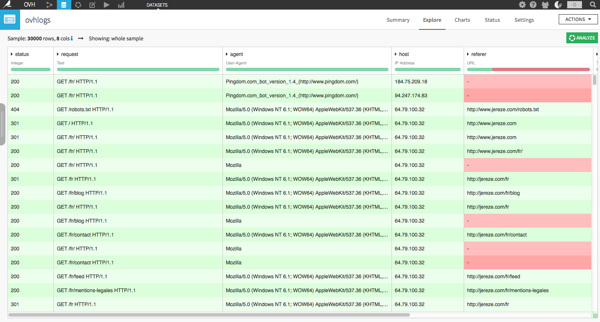 OVH DATASETS
ovhlogs Summary Explore Charts Status Settings ACTIONS
Sample: 30000 rows, 8 cols Showing: whole sample ANALYZE
status request agent host referer
Integer Text User-Agent IP Address URL
200 GET /fr/ HTTP/1.1 Pingdom.com_bot_version_1.4_(http://www.pingdom.com/) 184.75.209.18 -
200 GET /fr/ HTTP/1.1 Pingdom.com_bot_version_1.4_(http://www.pingdom.com/) 94.247.174.83 -
404 GET /robots.txt HTTP/1.1 Mozilla/5.0 (Windows NT 6.1; WOW64) AppleWebKit/537.36 (KHTML,... 64.79.100.32 http://www.jereze.com/robots.txt
301 GET / HTTP/1.1 Mozilla/5.0 (Windows NT 6.1; WOW64) AppleWebKit/537.36 (KHTML,... 64.79.100.32 http://www.jereze.com
301 GET /fr/ HTTP/1.1 Mozilla/5.0 (Windows NT 6.1; WOW64) AppleWebKit/537.36 (KHTML,... 64.79.100.32 http://www.jereze.com
200 GET /fr/ HTTP/1.1 Mozilla/5.0 (Windows NT 6.1; WOW64) AppleWebKit/537.36 (KHTML,... 64.79.100.32 http://www.jereze.com/fr/
200 GET /fr/ HTTP/1.1 Mozilla 64.79.100.32 -
301 GET /fr HTTP/1.1 Mozilla/5.0 (Windows NT 6.1; WOW64) AppleWebKit/537.36 (KHTML,... 64.79.100.32 http://jereze.com/fr
200 GET /fr/blog HTTP/1.1 Mozilla/5.0 (Windows NT 6.1; WOW64) AppleWebKit/537.36 (KHTML,... 64.79.100.32 http://jereze.com/fr/blog
200 GET /fr/ HTTP/1.1 Mozilla/5.0 (Windows NT 6.1; WOW64) AppleWebKit/537.36 (KHTML,... 64.79.100.32 http://jereze.com/fr
200 GET /fr/blog HTTP/1.1 Mozilla 64.79.100.32 -
200 GET /fr/contact HTTP/1.1 Mozilla/5.0 (Windows NT 6.1; WOW64) AppleWebKit/537.36 (KHTML,... 64.79.100.32 http://jereze.com/fr/contact
200 GET /fr/ HTTP/1.1 Mozilla 64.79.100.32 -
200 GET /fr/contact HTTP/1.1 Mozilla 64.79.100.32 -
200 GET /fr/feed HTTP/1.1 Mozilla/5.0 (Windows NT 6.1; WOW64) AppleWebKit/537.36 (KHTML,... 64.79.100.32 http://jereze.com/fr/feed
200 GET /fr/mentions-legales HTTP/1.1 Mozilla/5.0 (Windows NT 6.1; WOW64) AppleWebKit/537.36 (KHTML,... 64.79.100.32 http://jereze.com/fr/mentions-legales
301 GET /fr HTTP/1.1 Mozilla/5.0 (Windows NT 6.1; WOW64) AppleWebKit/537.36 (KHTML,... 64.79.100.32 http://jereze.com/fr